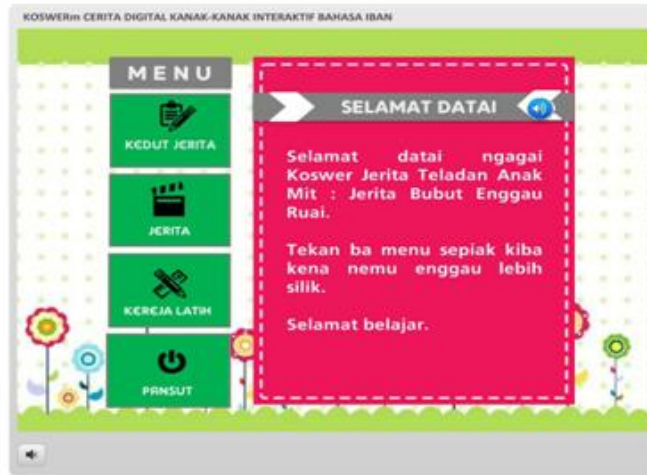 KOSWERm CERITA DIGITAL KANAK-KANAK INTERAKTIF BAHASA IBAN
MENU
KEDUT JERITA
JERITA
KEREJA LATIH
PANSUT
SELAMAT DATAI
Selamat datai ngagai
Koswer Jerita Teladan Anak
Mit : Jerita Bubut Enggau
Ruai.
Tekan ba menu sepiak kiba
kena nemu enggau lebih
silik.
Selamat belajar.